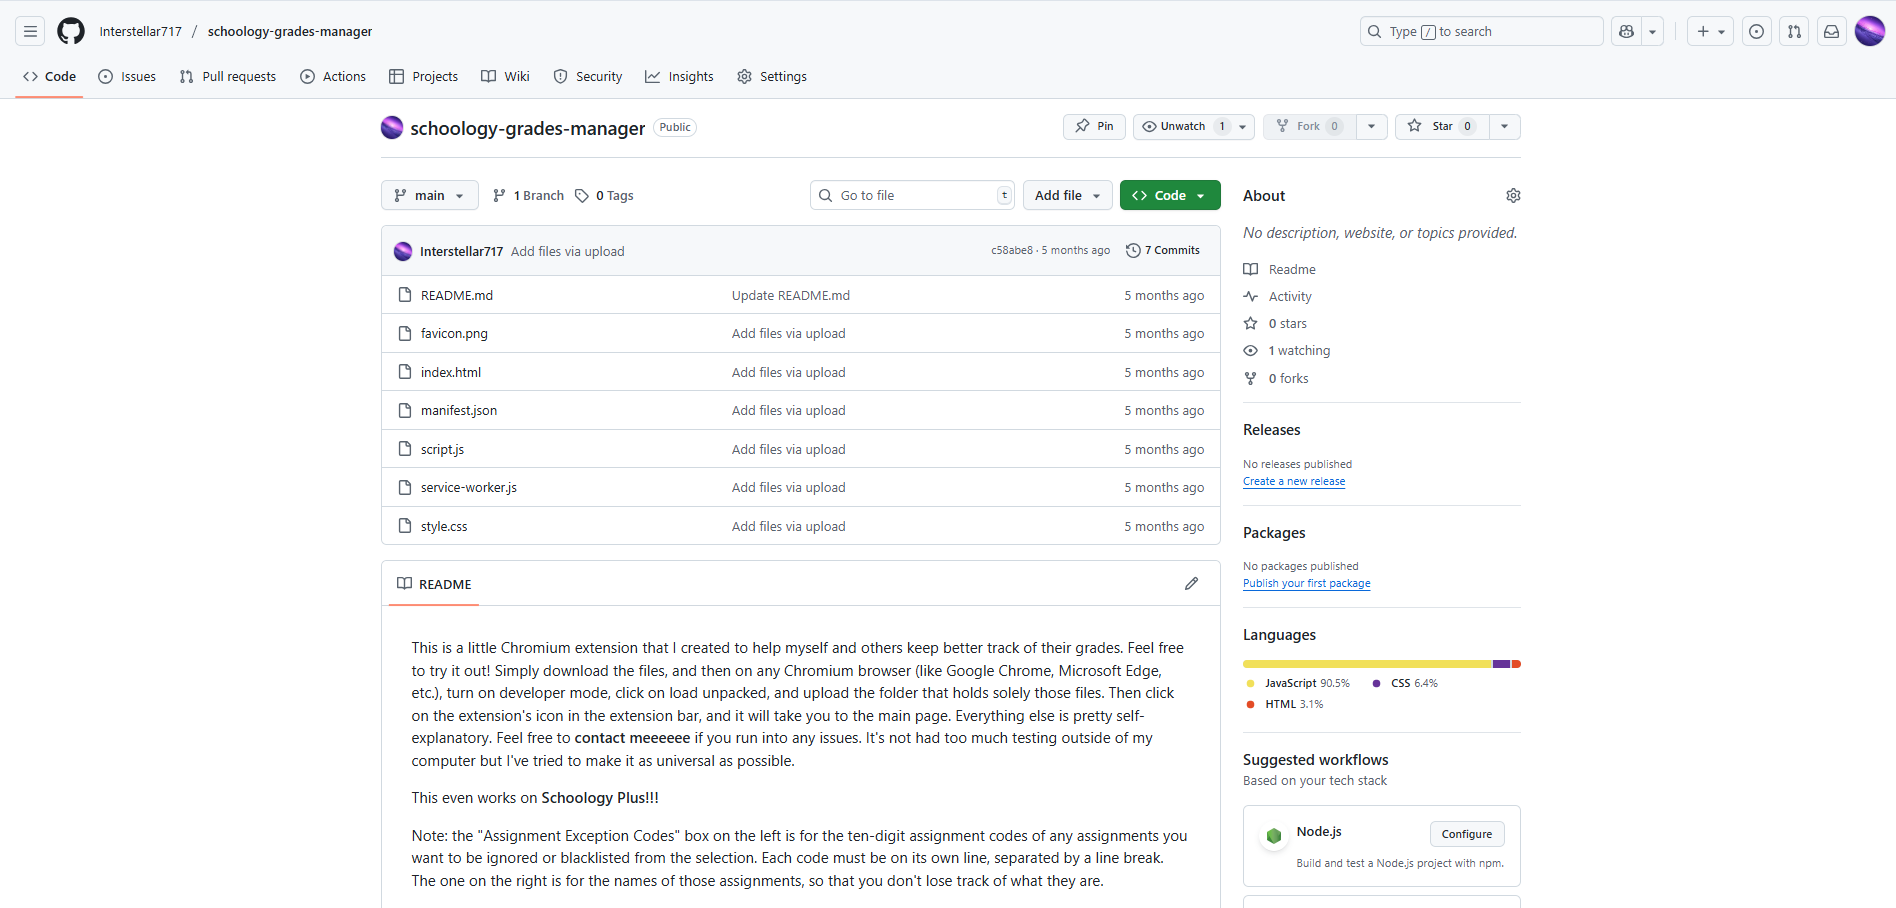 Interstellar717 / schoology-grades-manager
Type / to search
Code Issues Pull requests Actions Projects Wiki Security Insights Settings
schoology-grades-manager Public
Pin Unwatch 1 Fork 0 Star 0
main 1 Branch 0 Tags
Go to file t
Add file
Code
Interstellar717 Add files via upload c58abe8 · 5 months ago 7 Commits
README.md Update README.md 5 months ago
favicon.png Add files via upload 5 months ago
index.html Add files via upload 5 months ago
manifest.json Add files via upload 5 months ago
script.js Add files via upload 5 months ago
service-worker.js Add files via upload 5 months ago
style.css Add files via upload 5 months ago
README
This is a little Chromium extension that I created to help myself and others keep better track of their grades. Feel free
to try it out! Simply download the files, and then on any Chromium browser (like Google Chrome, Microsoft Edge,
etc.), turn on developer mode, click on load unpacked, and upload the folder that holds solely those files. Then click
on the extension's icon in the extension bar, and it will take you to the main page. Everything else is pretty self-
explanatory. Feel free to contact meeeeee if you run into any issues. It's not had too much testing outside of my
computer but I've tried to make it as universal as possible.
This even works on Schoology Plus!!!
Note: the "Assignment Exception Codes" box on the left is for the ten-digit assignment codes of any assignments you
want to be ignored or blacklisted from the selection. Each code must be on its own line, separated by a line break.
The one on the right is for the names of those assignments, so that you don't lose track of what they are.
About
No description, website, or topics provided.
Readme
Activity
0 stars
1 watching
0 forks
Releases
No releases published
Create a new release
Packages
No packages published
Publish your first package
Languages
JavaScript 90.5% CSS 6.4%
HTML 3.1%
Suggested workflows
Based on your tech stack
Node.js Configure
Build and test a Node.js project with npm.